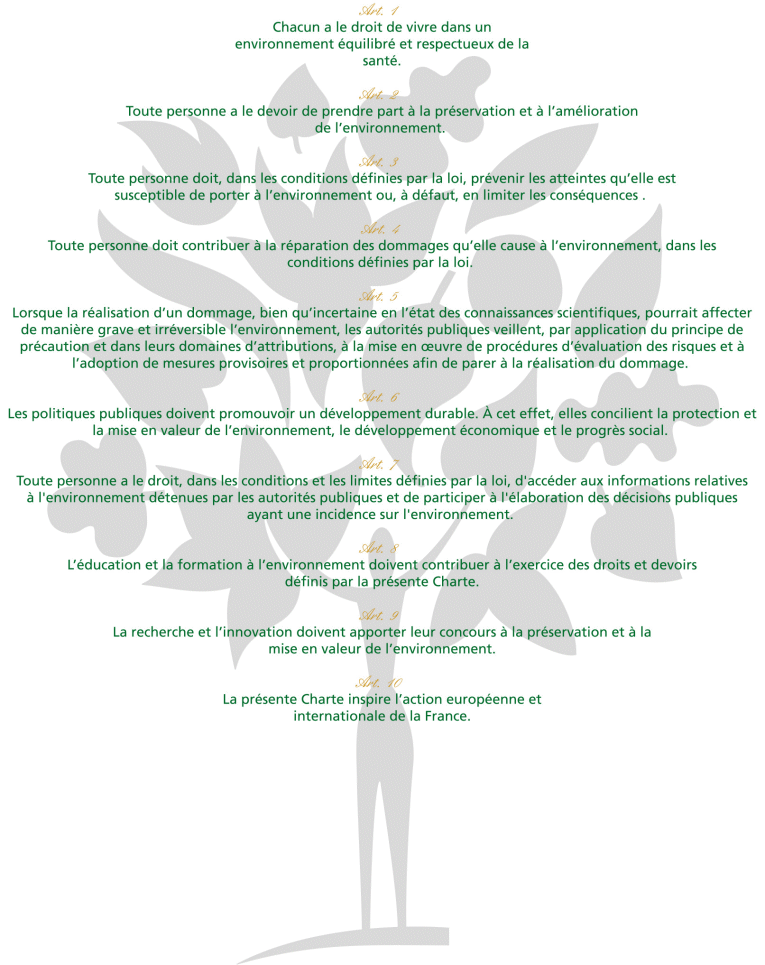 Art. 1
Chacun a le droit de vivre dans un
environnement équilibré et respectueux de la
santé.
Art. 2
Toute personne a le devoir de prendre part à la préservation et à l’amélioration
de l’environnement.
Art. 3
Toute personne doit, dans les conditions définies par la loi, prévenir les atteintes qu’elle est
susceptible de porter à l’environnement ou, à défaut, en limiter les conséquences .
Art. 4
Toute personne doit contribuer à la réparation des dommages qu’elle cause à l’environnement, dans les
conditions définies par la loi.
Art. 5
Lorsque la réalisation d’un dommage, bien qu’incertaine en l’état des connaissances scientifiques, pourrait affecter
de manière grave et irréversible l’environnement, les autorités publiques veillent, par application du principe de
précaution et dans leurs domaines d’attributions, à la mise en œuvre de procédures d’évaluation des risques et à
l’adoption de mesures provisoires et proportionnées afin de parer à la réalisation du dommage.
Art. 6
Les politiques publiques doivent promouvoir un développement durable. À cet effet, elles concilient la protection et
la mise en valeur de l’environnement, le développement économique et le progrès social.
Art. 7
Toute personne a le droit, dans les conditions et les limites définies par la loi, d'accéder aux informations relatives
à l'environnement détenues par les autorités publiques et de participer à l'élaboration des décisions publiques
ayant une incidence sur l'environnement.
Art. 8
L’éducation et la formation à l’environnement doivent contribuer à l’exercice des droits et devoirs
définis par la présente Charte.
Art. 9
La recherche et l’innovation doivent apporter leur concours à la préservation et à la
mise en valeur de l’environnement.
Art. 10
La présente Charte inspire l’action européenne et
internationale de la France.